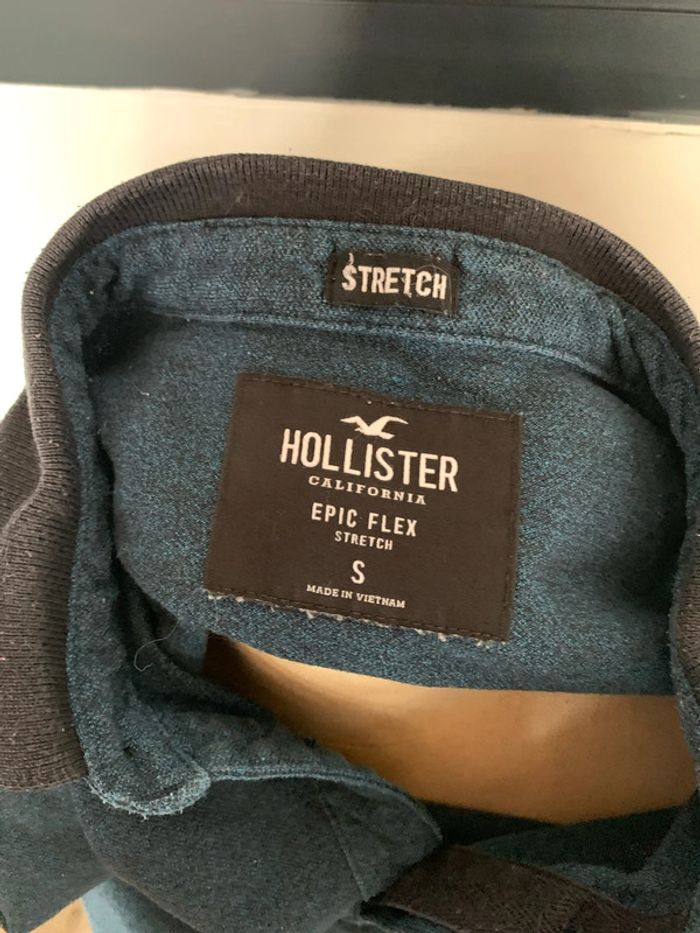 STRETCH
HOLLISTER
CALIFORNIA
EPIC FLEX
STRETCH
S
MADE IN VIETNAM